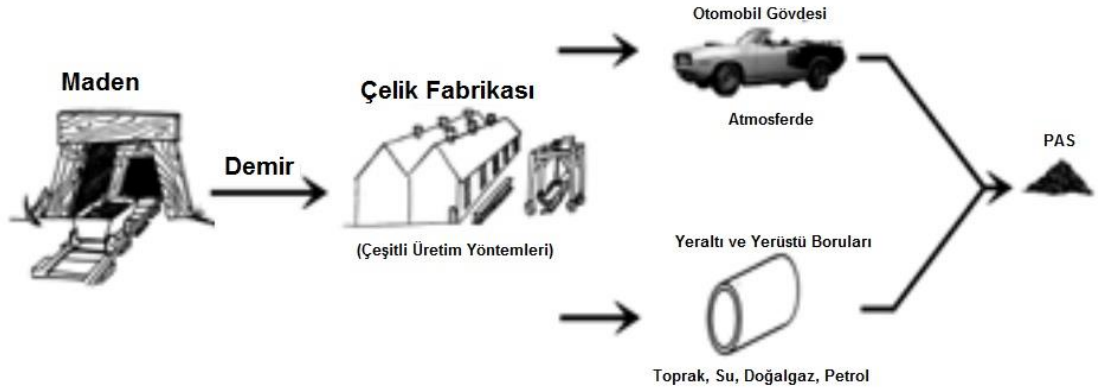 Maden
Demir
Çelik Fabrikası
(Çeşitli Üretim Yöntemleri)
Otomobil Gövdesi
Atmosferde
Yeraltı ve Yerüstü Boruları
Toprak, Su, Doğalgaz, Petrol
PAS